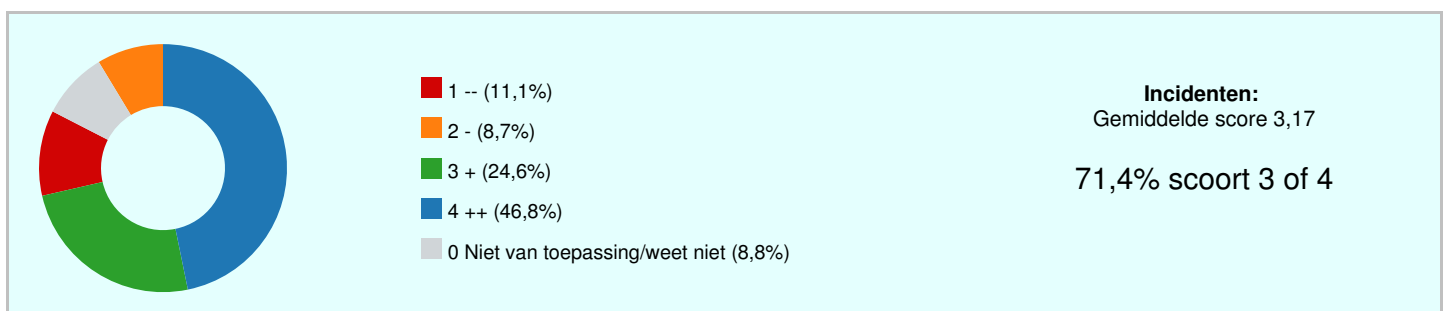 1 -- (11,1%)
2 - (8,7%)
3 + (24,6%)
4 ++ (46,8%)
0 Niet van toepassing/weet niet (8,8%)
Incidenten:
Gemiddelde score 3,17
71,4% scoort 3 of 4